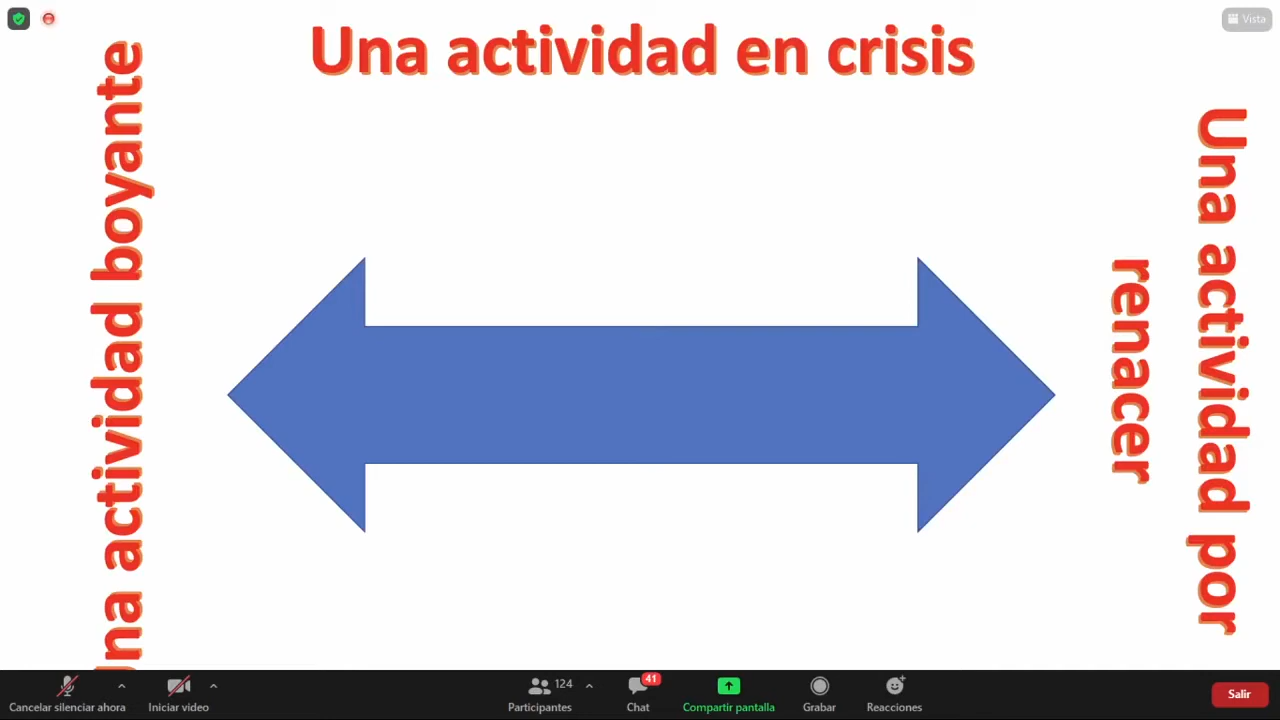 Vista
Una actividad en crisis
Una actividad boyante
Una actividad por
renacer
Cancelar silenciar ahora
Iniciar video
124
Participantes
41
Chat
Compartir pantalla
Grabar
Reacciones
Salir